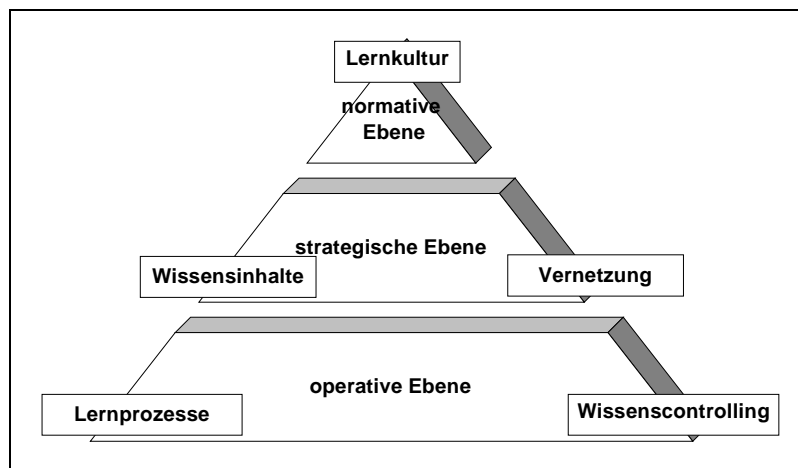 Lernkultur
normative
Ebene
strategische Ebene
Wissensinhalte
Vernetzung
operative Ebene
Lernprozesse
Wissenscontrolling